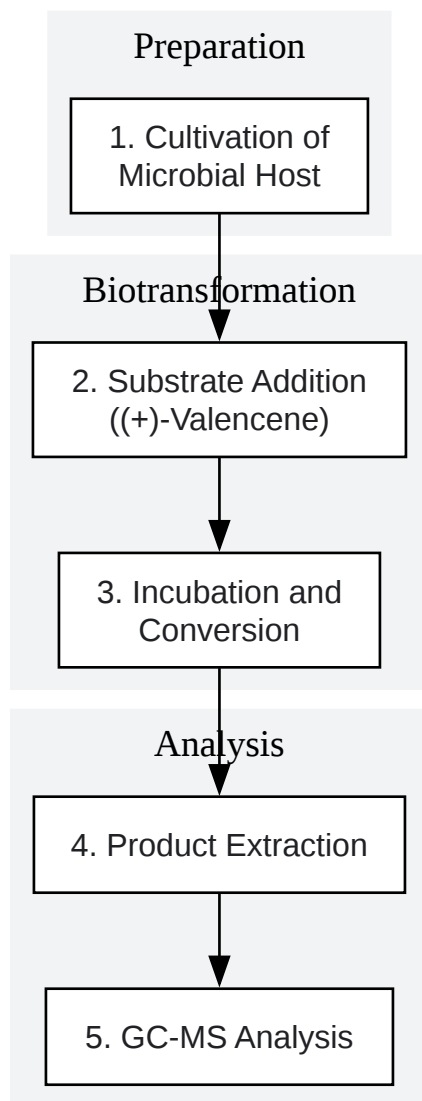 Preparation
1. Cultivation of
Microbial Host
Biotransformation
2. Substrate Addition
((+)-Valencene)
3. Incubation and
Conversion
Analysis
4. Product Extraction
5. GC-MS Analysis